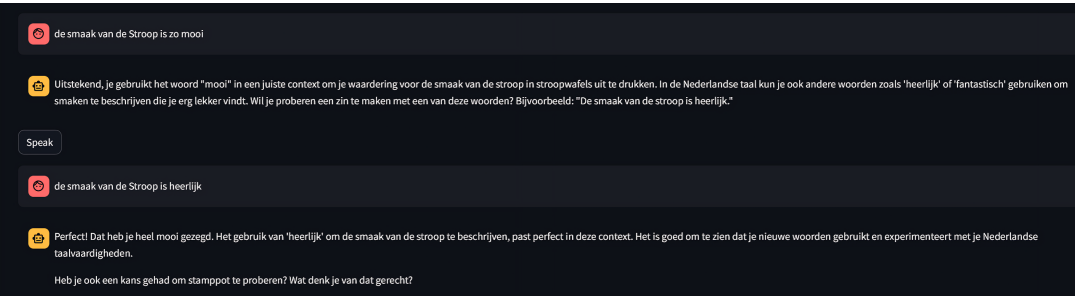 de smaak van de Stroop is zo mooi
Uitstekend, je gebruikt het woord "mooi" in een juiste context om je waardering voor de smaak van de stroop in stroopwafels uit te drukken. In de Nederlandse taal kun je ook andere woorden zoals 'heerlijk' of 'fantastisch' gebruiken om
smaken te beschrijven die je erg lekker vindt. Wil je proberen een zin te maken met een van deze woorden? Bijvoorbeeld: "De smaak van de stroop is heerlijk."
Speak
de smaak van de Stroop is heerlijk
Perfect! Dat heb je heel mooi gezegd. Het gebruik van 'heerlijk' om de smaak van de stroop te beschrijven, past perfect in deze context. Het is goed om te zien dat je nieuwe woorden gebruikt en experimenteert met je Nederlandse
taalvaardigheden.
Heb je ook een kans gehad om stamppot te proberen? Wat denk je van dat gerecht?